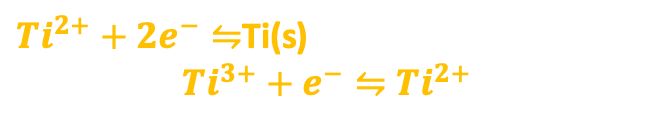 Ti²⁺ + 2e⁻ ⇋Ti(s)
Ti³⁺ + e⁻ ⇋ Ti²⁺